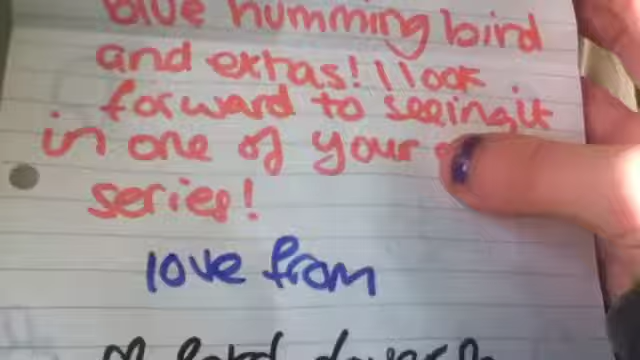 blue humming bird
and extras! I look
forward to seeing it
in one of your
series!
love from